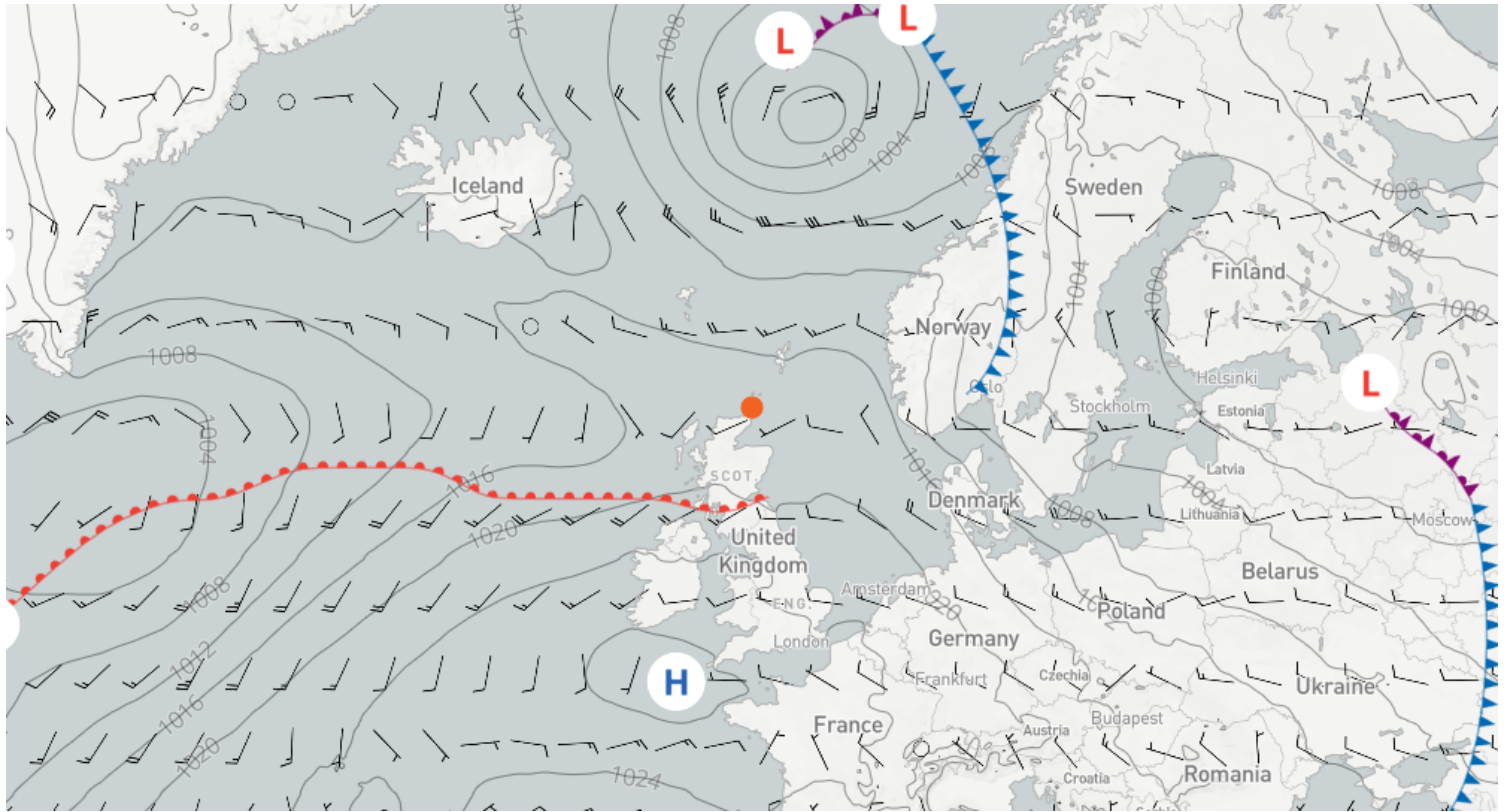 1016
L
L
1008
1000
1004
1008
Iceland
Sweden
1008
1004
Finland
1004
1000
1000
Norway
1008
L
Helsinki
Oslo
Stockholm
Estonia
1004
SCOT.
1016
Latvia
1016
Denmark
1004
Lithuania
Moscow
1008
1020
United
Kingdom
Belarus
Amsterdam
1008
ENG.
Poland
London
Germany
1012
H
Frankfurt
Czechia
Ukraine
1016
France
Budapest
Austria
1020
1024
Croatia
Romania